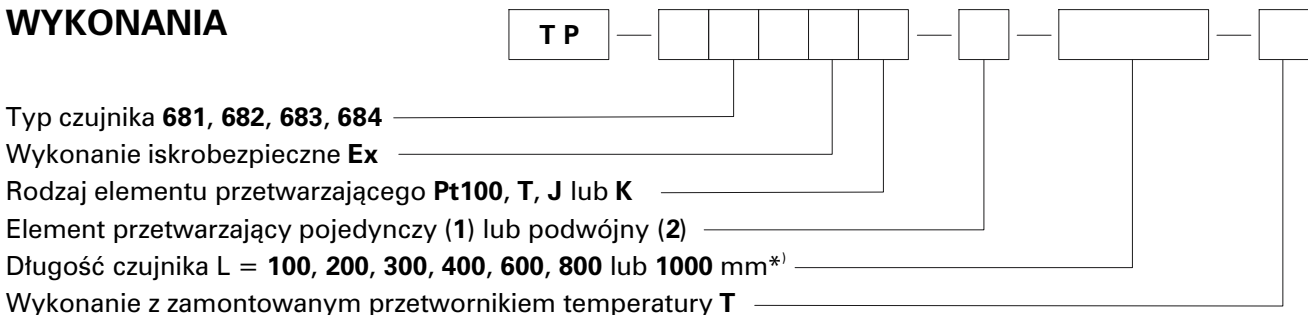 WYKONANIA
T P
Typ czujnika 681, 682, 683, 684
Wykonanie iskrobezpieczne Ex
Rodzaj elementu przetwarzającego Pt100, T, J lub K
Element przetwarzający pojedynczy (1) lub podwójny (2)
Długość czujnika L = 100, 200, 300, 400, 600, 800 lub 1000 mm*)
Wykonanie z zamontowanym przetwornikiem temperatury T